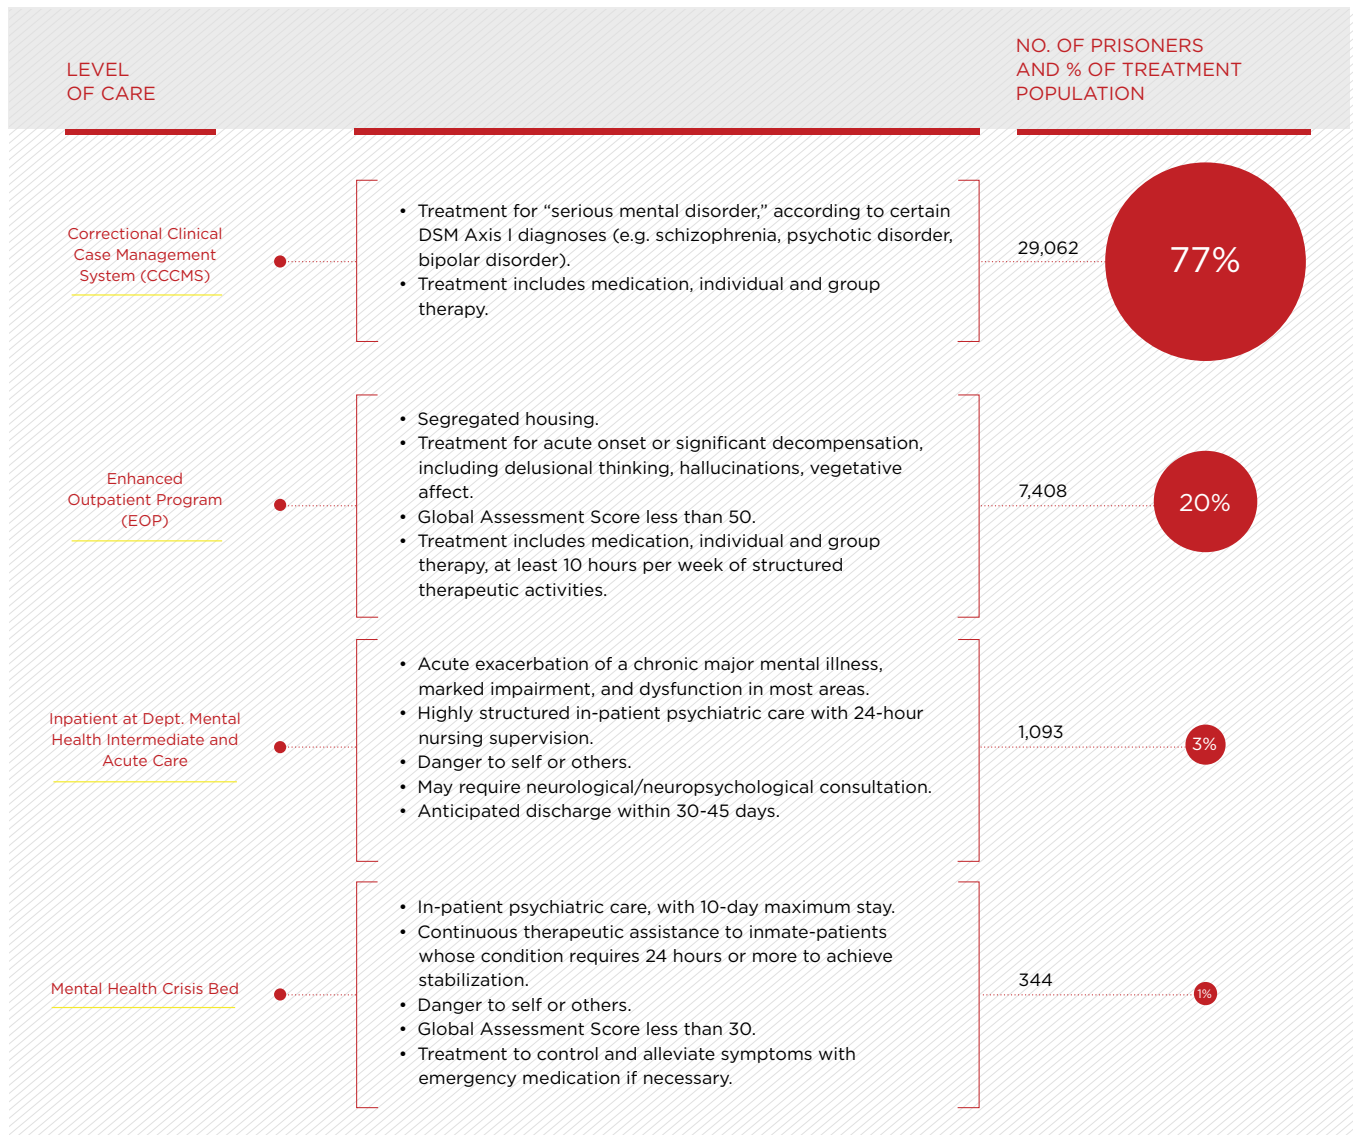 LEVEL
OF CARE
NO. OF PRISONERS
AND % OF TREATMENT
POPULATION
Correctional Clinical
Case Management
System (CCCMS)
• Treatment for “serious mental disorder,” according to certain
DSM Axis I diagnoses (e.g. schizophrenia, psychotic disorder,
bipolar disorder).
• Treatment includes medication, individual and group
therapy.
29,062
77%
Enhanced
Outpatient Program
(EOP)
• Segregated housing.
• Treatment for acute onset or significant decompensation,
including delusional thinking, hallucinations, vegetative
affect.
• Global Assessment Score less than 50.
• Treatment includes medication, individual and group
therapy, at least 10 hours per week of structured
therapeutic activities.
7,408
20%
Inpatient at Dept. Mental
Health Intermediate and
Acute Care
• Acute exacerbation of a chronic major mental illness,
marked impairment, and dysfunction in most areas.
• Highly structured in-patient psychiatric care with 24-hour
nursing supervision.
• Danger to self or others.
• May require neurological/neuropsychological consultation.
• Anticipated discharge within 30-45 days.
1,093
3%
Mental Health Crisis Bed
• In-patient psychiatric care, with 10-day maximum stay.
• Continuous therapeutic assistance to inmate-patients
whose condition requires 24 hours or more to achieve
stabilization.
• Danger to self or others.
• Global Assessment Score less than 30.
• Treatment to control and alleviate symptoms with
emergency medication if necessary.
344
1%